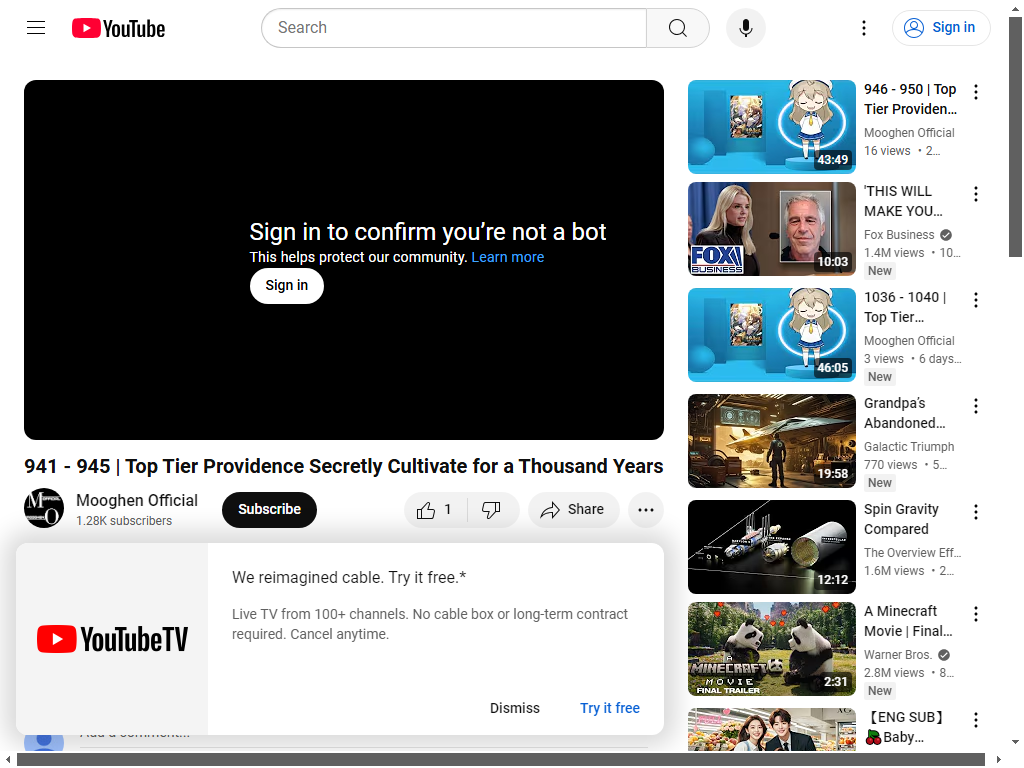 YouTube
Search
Sign in
Sign in to confirm you're not a bot
This helps protect our community. Learn more
Sign in
941 - 945 | Top Tier Providence Secretly Cultivate for a Thousand Years
Mooghen Official
1.28K subscribers
Subscribe
1
Share
We reimagined cable. Try it free.*
Live TV from 100+ channels. No cable box or long-term contract
required. Cancel anytime.
YouTubeTV
Dismiss
Try it free
Add a comment...
43:49
946 - 950 | Top
Tier Providen...
Mooghen Official
16 views • 2...
FOX
BUSINESS
10:03
'THIS WILL
MAKE YOU...
Fox Business
1.4M views • 10...
New
46:05
1036 - 1040 |
Top Tier...
Mooghen Official
3 views • 6 days...
New
19:58
Grandpa's
Abandoned...
Galactic Triumph
770 views • 5...
New
12:12
Spin Gravity
Compared
The Overview Eff...
1.6M views • 2...
A
MINECRAFT
MOVIE
FINAL TRAILER
2:31
A Minecraft
Movie | Final...
Warner Bros.
2.8M views • 8...
New
【ENG SUB】
🍒Baby...